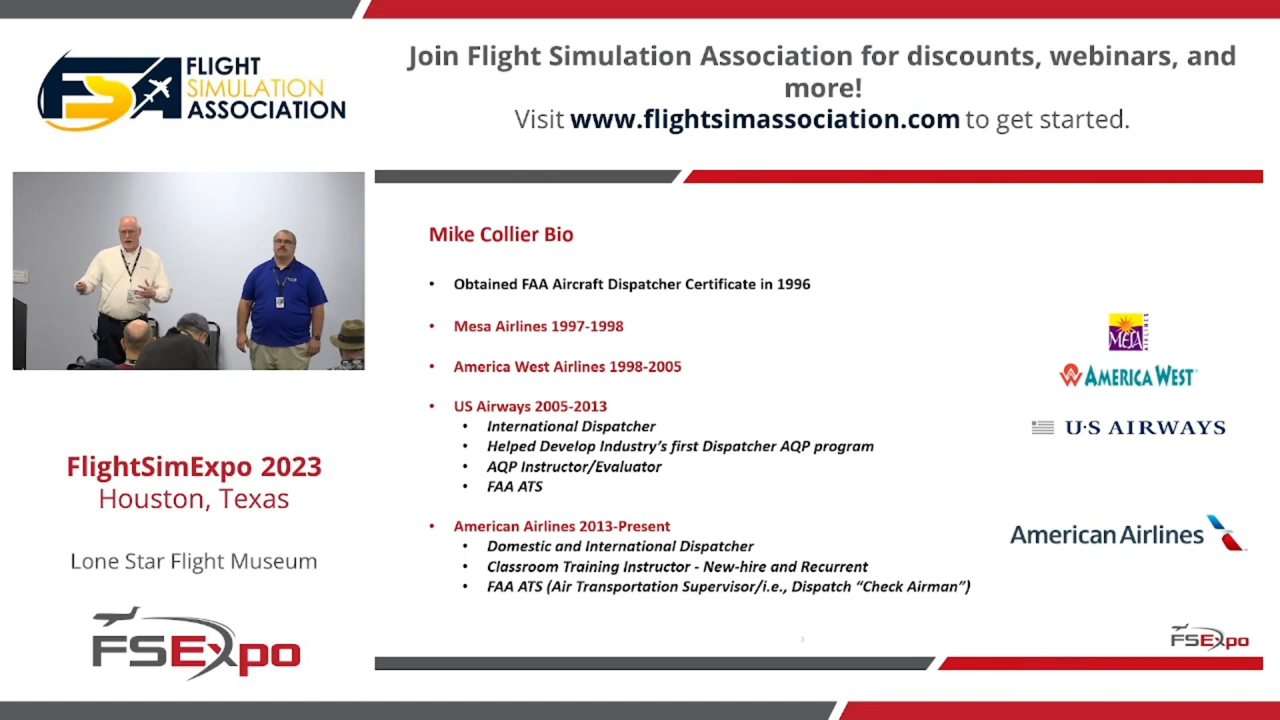 FLIGHT
SIMULATION
ASSOCIATION
Join Flight Simulation Association for discounts, webinars, and
more!
Visit www.flightsimassociation.com to get started.
Mike Collier Bio
• Obtained FAA Aircraft Dispatcher Certificate in 1996
• Mesa Airlines 1997-1998
• America West Airlines 1998-2005
• US Airways 2005-2013
• International Dispatcher
• Helped Develop Industry's first Dispatcher AQP program
• AQP Instructor/Evaluator
• FAA ATS
• American Airlines 2013-Present
• Domestic and International Dispatcher
• Classroom Training Instructor - New-hire and Recurrent
• FAA ATS (Air Transportation Supervisor/i.e., Dispatch “Check Airman”)
MESA AIRLINES
AMERICA WEST
U·S AIRWAYS
American Airlines
3
FSExpo
FlightSimExpo 2023
Houston, Texas
Lone Star Flight Museum
FSExpo